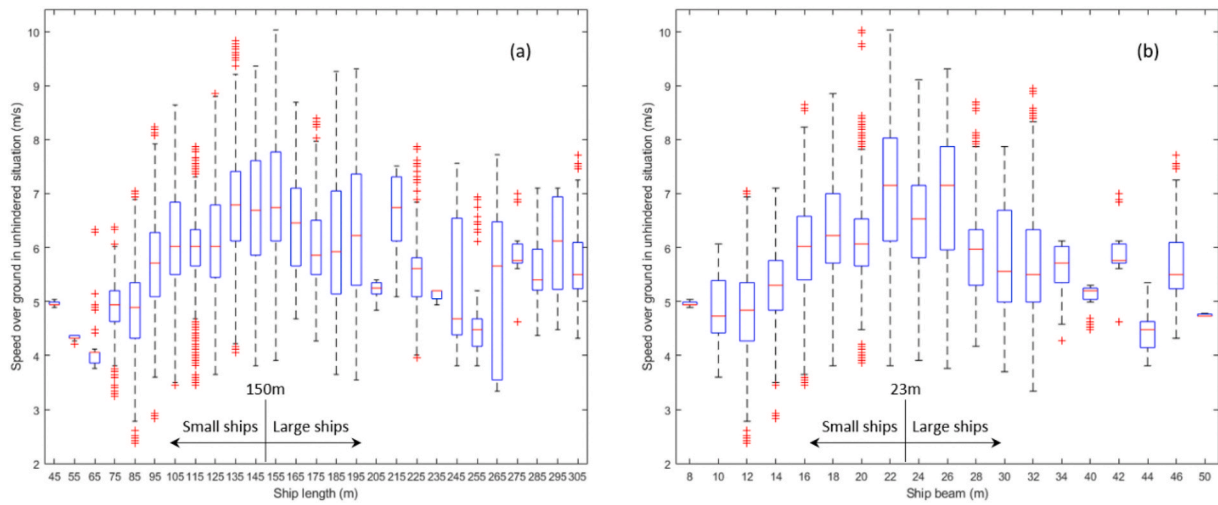 (a)
Speed over ground in unhindered situation (m/s)
10
9
8
7
6
5
4
3
2
150m
Small ships Large ships
45 55 65 75 85 95 105 115 125 135 145 155 165 175 185 195 205 215 225 235 245 255 265 275 285 295 305
Ship length (m)
(b)
Speed over ground in unhindered situation (m/s)
10
9
8
7
6
5
4
3
2
23m
Small ships Large ships
8 10 12 14 16 18 20 22 24 26 28 30 32 34 40 42 44 46 50
Ship beam (m)